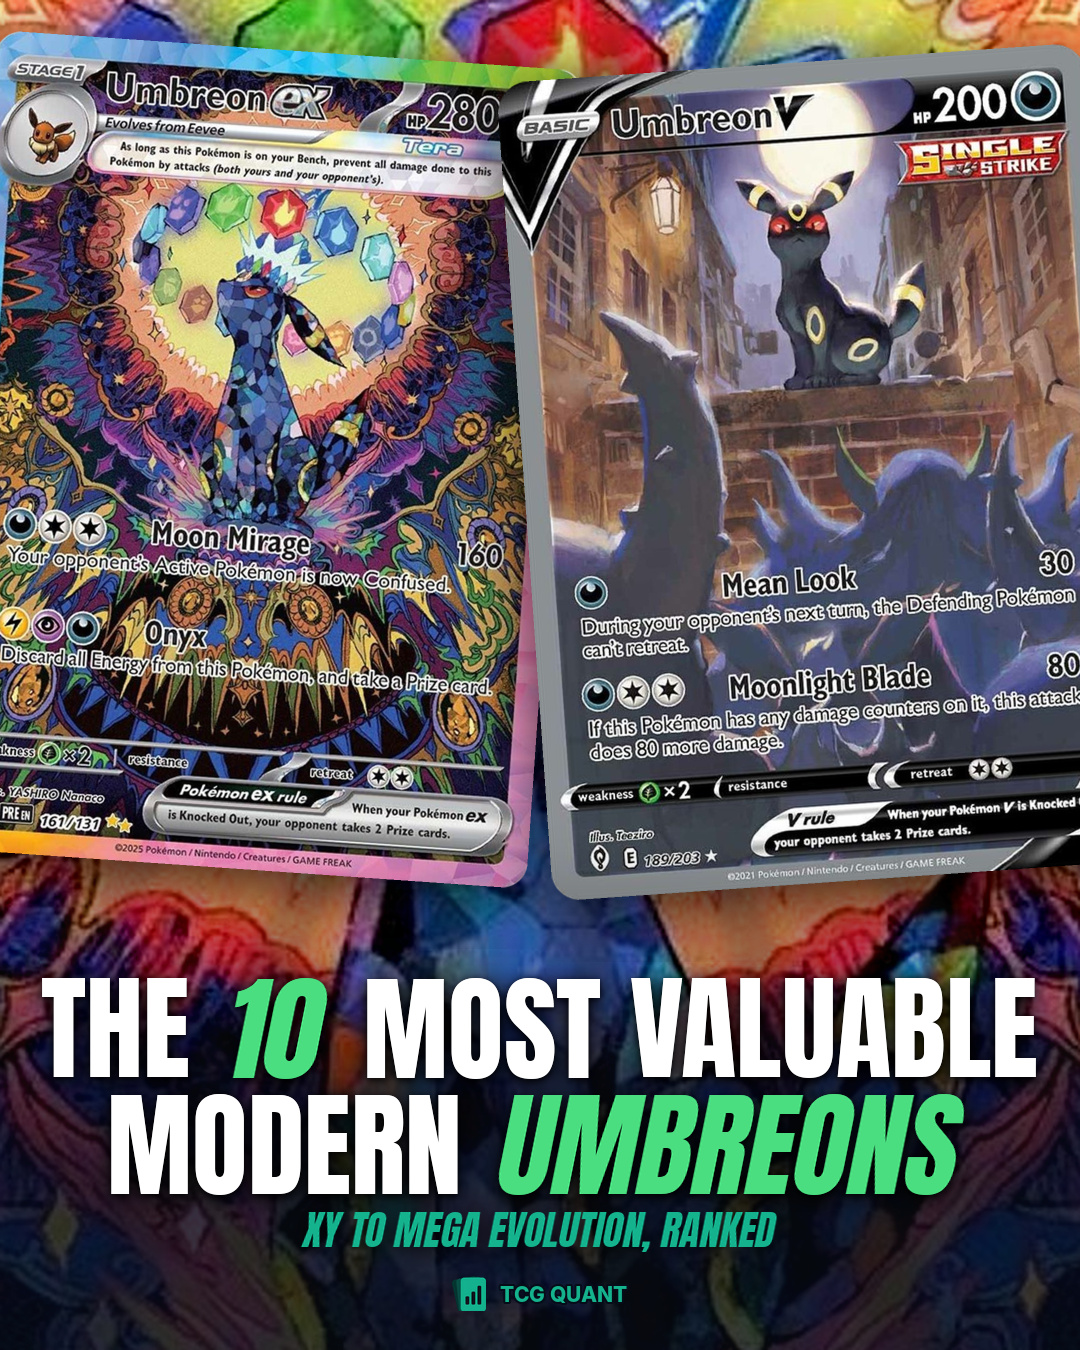 STAGE1
Umbreon ex
HP 280
Evolves from Eevee
Tera
As long as this Pokémon is on your Bench, prevent all damage done to this
Pokémon by attacks (both yours and your opponent's).
Moon Mirage
160
Your opponent's Active Pokémon is now Confused.
Onyx
Discard all Energy from this Pokémon, and take a Prize card.
×2
resistance
retreat
YASHIRO Nanaco
PRE EN 161/131
Pokémon ex rule
When your Pokémon ex
is Knocked Out, your opponent takes 2 Prize cards.
©2025 Pokémon / Nintendo / Creatures / GAME FREAK
BASIC
Umbreon V
HP 200
SINGLE
STRIKE
Mean Look
30
During your opponent's next turn, the Defending Pokémon
can't retreat.
Moonlight Blade
80
If this Pokémon has any damage counters on it, this attack
does 80 more damage.
weakness ×2
resistance
retreat
V rule
When your Pokémon V is Knocked
your opponent takes 2 Prize cards.
Illus. Teeziro
E 189/203
©2021 Pokémon / Nintendo / Creatures / GAME FREAK
THE 10 MOST VALUABLE
MODERN UMBREONS
XY TO MEGA EVOLUTION, RANKED
TCG QUANT